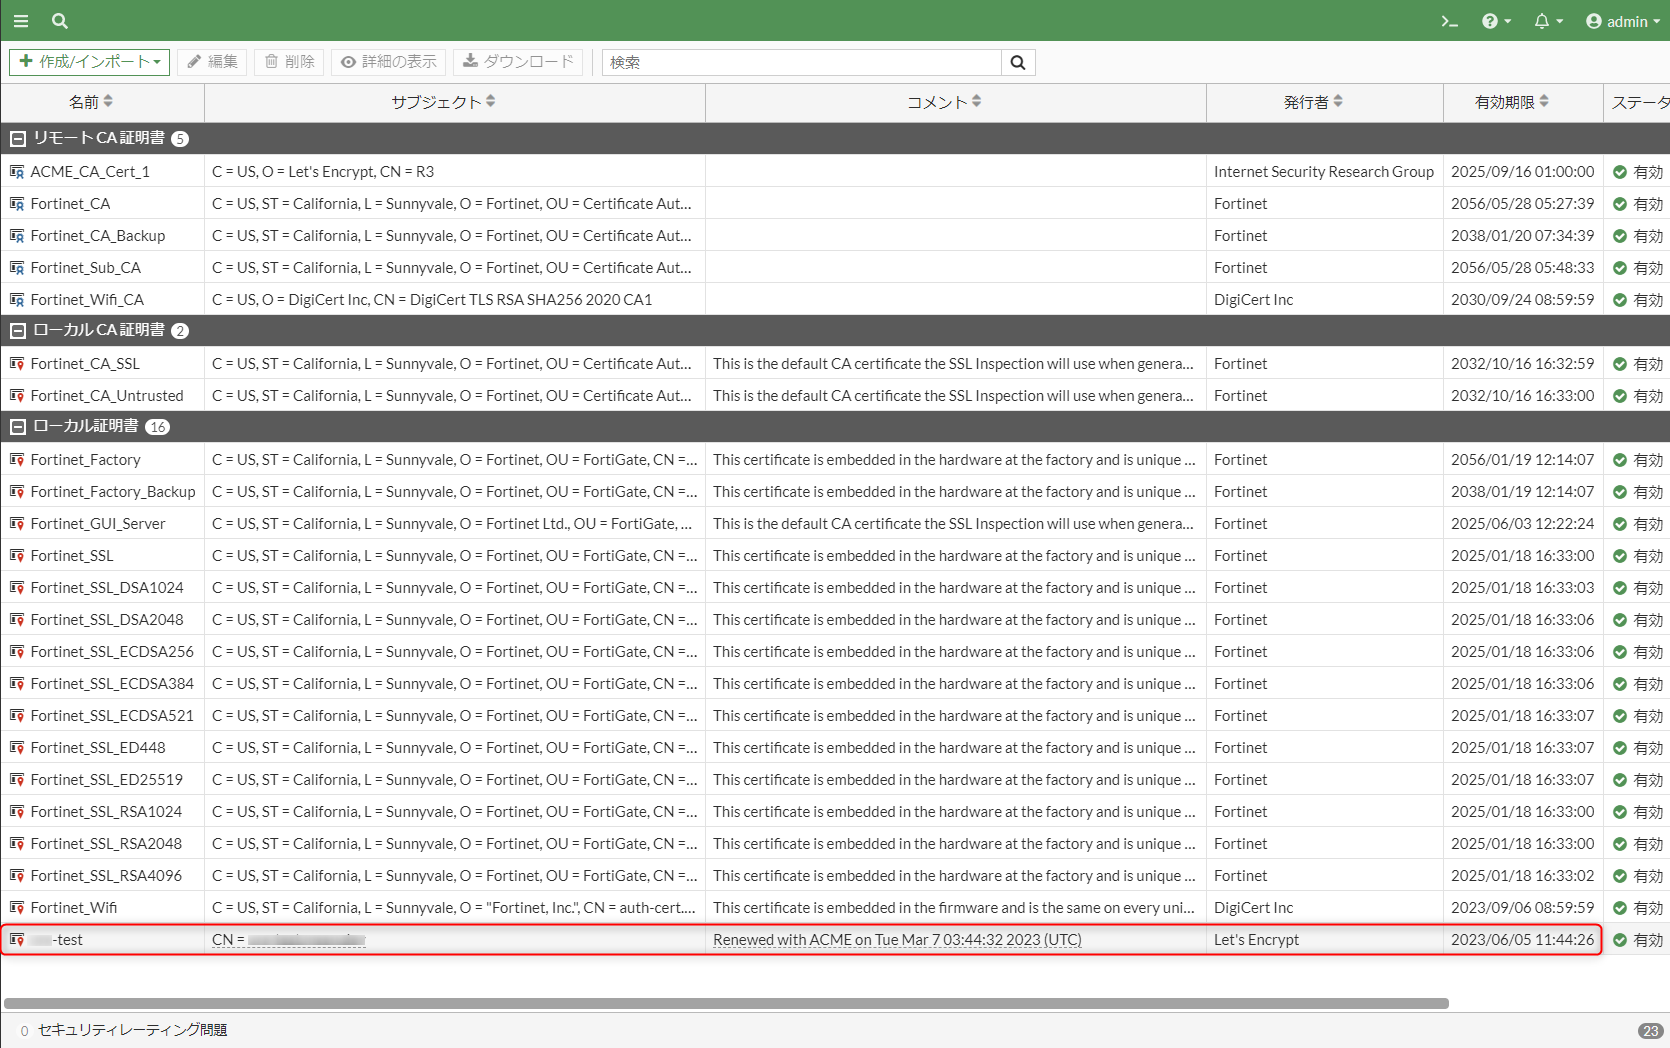 admin
作成/インポート 編集 削除 詳細の表示 ダウンロード 検索
名前 サブジェクト コメント 発行者 有効期限 ステータ
リモート CA 証明書 5
ACME_CA_Cert_1 C = US, O = Let's Encrypt, CN = R3 Internet Security Research Group 2025/09/16 01:00:00 有効
Fortinet_CA C = US, ST = California, L = Sunnyvale, O = Fortinet, OU = Certificate Aut... Fortinet 2056/05/28 05:27:39 有効
Fortinet_CA_Backup C = US, ST = California, L = Sunnyvale, O = Fortinet, OU = Certificate Aut... Fortinet 2038/01/20 07:34:39 有効
Fortinet_Sub_CA C = US, ST = California, L = Sunnyvale, O = Fortinet, OU = Certificate Aut... Fortinet 2056/05/28 05:48:33 有効
Fortinet_Wifi_CA C = US, O = DigiCert Inc, CN = DigiCert TLS RSA SHA256 2020 CA1 DigiCert Inc 2030/09/24 08:59:59 有効
ローカル CA 証明書 2
Fortinet_CA_SSL C = US, ST = California, L = Sunnyvale, O = Fortinet, OU = Certificate Aut... This is the default CA certificate the SSL Inspection will use when genera... Fortinet 2032/10/16 16:32:59 有効
Fortinet_CA_Untrusted C = US, ST = California, L = Sunnyvale, O = Fortinet, OU = Certificate Aut... This is the default CA certificate the SSL Inspection will use when genera... Fortinet 2032/10/16 16:33:00 有効
ローカル証明書 16
Fortinet_Factory C = US, ST = California, L = Sunnyvale, O = Fortinet, OU = FortiGate, CN =... This certificate is embedded in the hardware at the factory and is unique ... Fortinet 2056/01/19 12:14:07 有効
Fortinet_Factory_Backup C = US, ST = California, L = Sunnyvale, O = Fortinet, OU = FortiGate, CN =... This certificate is embedded in the hardware at the factory and is unique ... Fortinet 2038/01/19 12:14:07 有効
Fortinet_GUI_Server C = US, ST = California, L = Sunnyvale, O = Fortinet Ltd., OU = FortiGate, ... This is the default CA certificate the SSL Inspection will use when genera... Fortinet 2025/06/03 12:22:24 有効
Fortinet_SSL C = US, ST = California, L = Sunnyvale, O = Fortinet, OU = FortiGate, CN =... This certificate is embedded in the hardware at the factory and is unique ... Fortinet 2025/01/18 16:33:00 有効
Fortinet_SSL_DSA1024 C = US, ST = California, L = Sunnyvale, O = Fortinet, OU = FortiGate, CN =... This certificate is embedded in the hardware at the factory and is unique ... Fortinet 2025/01/18 16:33:03 有効
Fortinet_SSL_DSA2048 C = US, ST = California, L = Sunnyvale, O = Fortinet, OU = FortiGate, CN =... This certificate is embedded in the hardware at the factory and is unique ... Fortinet 2025/01/18 16:33:06 有効
Fortinet_SSL_ECDSA256 C = US, ST = California, L = Sunnyvale, O = Fortinet, OU = FortiGate, CN =... This certificate is embedded in the hardware at the factory and is unique ... Fortinet 2025/01/18 16:33:06 有効
Fortinet_SSL_ECDSA384 C = US, ST = California, L = Sunnyvale, O = Fortinet, OU = FortiGate, CN =... This certificate is embedded in the hardware at the factory and is unique ... Fortinet 2025/01/18 16:33:06 有効
Fortinet_SSL_ECDSA521 C = US, ST = California, L = Sunnyvale, O = Fortinet, OU = FortiGate, CN =... This certificate is embedded in the hardware at the factory and is unique ... Fortinet 2025/01/18 16:33:07 有効
Fortinet_SSL_ED448 C = US, ST = California, L = Sunnyvale, O = Fortinet, OU = FortiGate, CN =... This certificate is embedded in the hardware at the factory and is unique ... Fortinet 2025/01/18 16:33:07 有効
Fortinet_SSL_ED25519 C = US, ST = California, L = Sunnyvale, O = Fortinet, OU = FortiGate, CN =... This certificate is embedded in the hardware at the factory and is unique ... Fortinet 2025/01/18 16:33:07 有効
Fortinet_SSL_RSA1024 C = US, ST = California, L = Sunnyvale, O = Fortinet, OU = FortiGate, CN =... This certificate is embedded in the hardware at the factory and is unique ... Fortinet 2025/01/18 16:33:00 有効
Fortinet_SSL_RSA2048 C = US, ST = California, L = Sunnyvale, O = Fortinet, OU = FortiGate, CN =... This certificate is embedded in the hardware at the factory and is unique ... Fortinet 2025/01/18 16:33:00 有効
Fortinet_SSL_RSA4096 C = US, ST = California, L = Sunnyvale, O = Fortinet, OU = FortiGate, CN =... This certificate is embedded in the hardware at the factory and is unique ... Fortinet 2025/01/18 16:33:02 有効
Fortinet_Wifi C = US, ST = California, L = Sunnyvale, O = "Fortinet, Inc.", CN = auth-cert.... This certificate is embedded in the firmware and is the same on every uni... DigiCert Inc 2023/09/06 08:59:59 有効
-test CN = Renewed with ACME on Tue Mar 7 03:44:32 2023 (UTC) Let's Encrypt 2023/06/05 11:44:26 有効
0 セキュリティレーティング問題 23